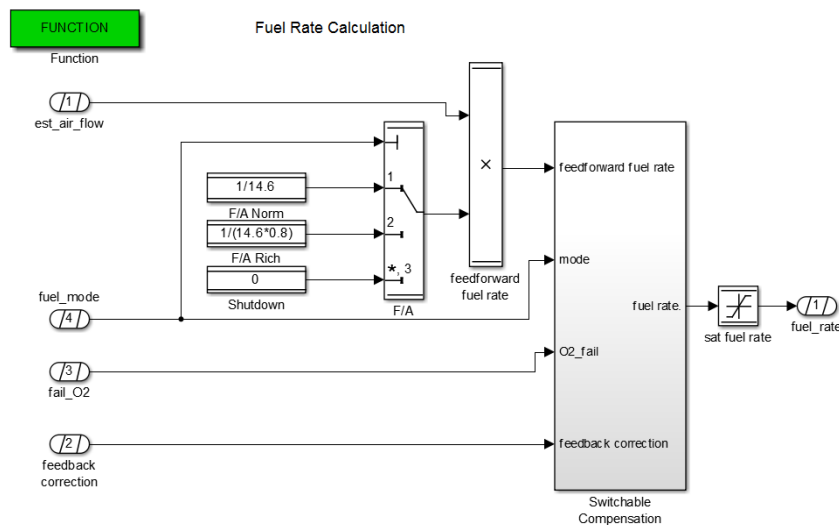 FUNCTION
Function
Fuel Rate Calculation
1
est_air_flow
1/14.6
F/A Norm
1/(14.6*0.8)
F/A Rich
0
Shutdown
1
2
*, 3
F/A
×
feedforward
fuel rate
fuel_mode
4
3
fail_O2
2
feedback
correction
feedforward fuel rate
mode
O2_fail
feedback correction
fuel rate.
Switchable
Compensation
sat fuel rate
1
fuel_rate